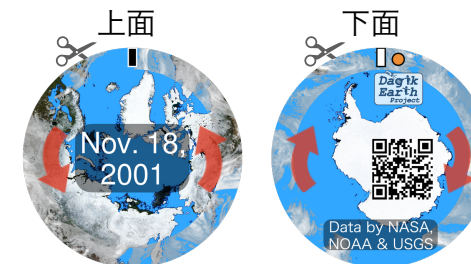 上面
下面
Nov. 18,
2001
Dagik
Earth
Project
Data by NASA,
NOAA & USGS